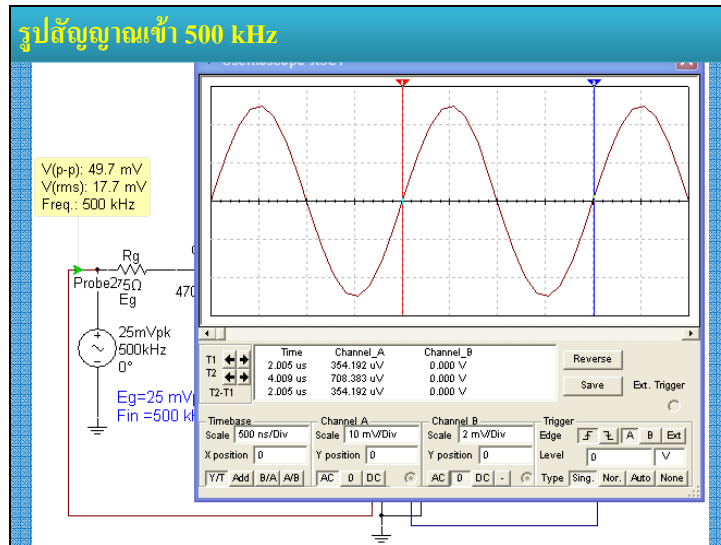 รูปสัญญาณเข้า 500 kHz
V(p-p): 49.7 mV
V(rms): 17.7 mV
Freq.: 500 kHz
Rg
Probe2
75Ω
Eg
470
25mVpk
500kHz
0°
Eg=25 mV
Fin =500 k
Time Channel_A Channel_B
T1 2.005 us 354.192 uV 0.000 V
T2 4.009 us 708.383 uV 0.000 V
T2-T1 2.005 us 354.192 uV 0.000 V
Reverse
Save
Ext. Trigger
Timebase
Scale 500 ns/Div
X position 0
Y/T Add B/A A/B
Channel A
Scale 10 mV/Div
Y position 0
AC 0 DC
Channel B
Scale 2 mV/Div
Y position 0
AC 0 DC -
Trigger
Edge A B Ext
Level 0 V
Type Sing. Nor. Auto None